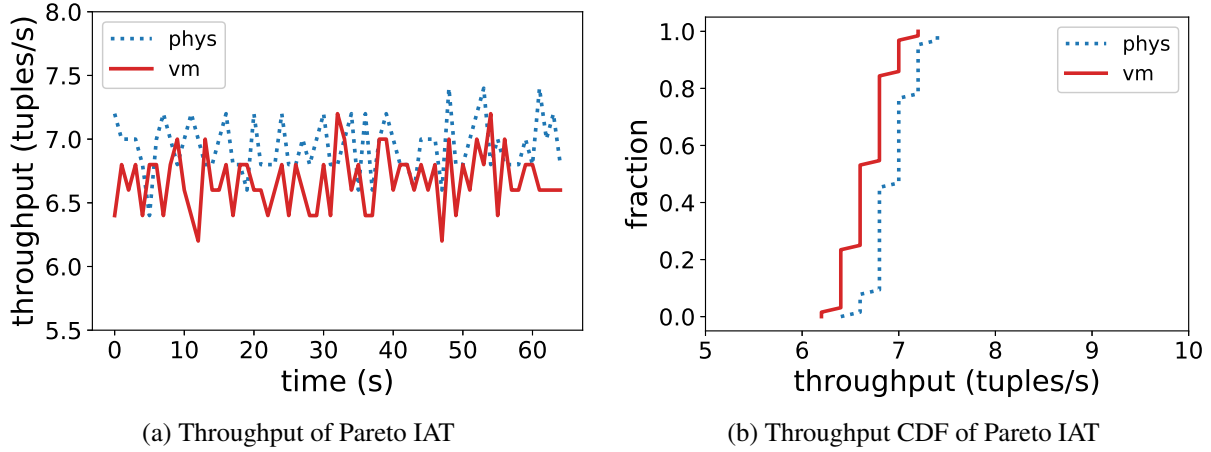 8.0
7.5
7.0
6.5
6.0
5.5
throughput (tuples/s)
phys
vm
0 10 20 30 40 50 60
time (s)
(a) Throughput of Pareto IAT
1.0
0.8
0.6
0.4
0.2
0.0
fraction
phys
vm
5 6 7 8 9 10
throughput (tuples/s)
(b) Throughput CDF of Pareto IAT